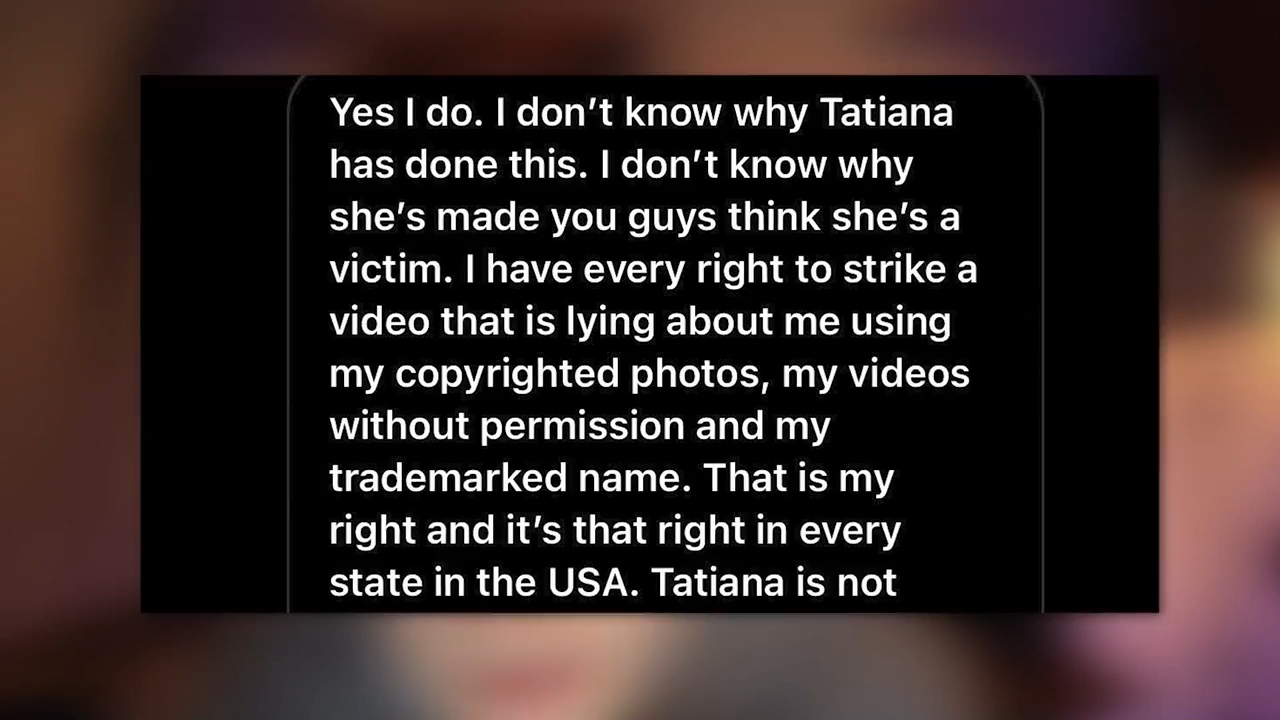 Yes I do. I don’t know why Tatiana
has done this. I don’t know why
she’s made you guys think she’s a
victim. I have every right to strike a
video that is lying about me using
my copyrighted photos, my videos
without permission and my
trademarked name. That is my
right and it’s that right in every
state in the USA. Tatiana is not